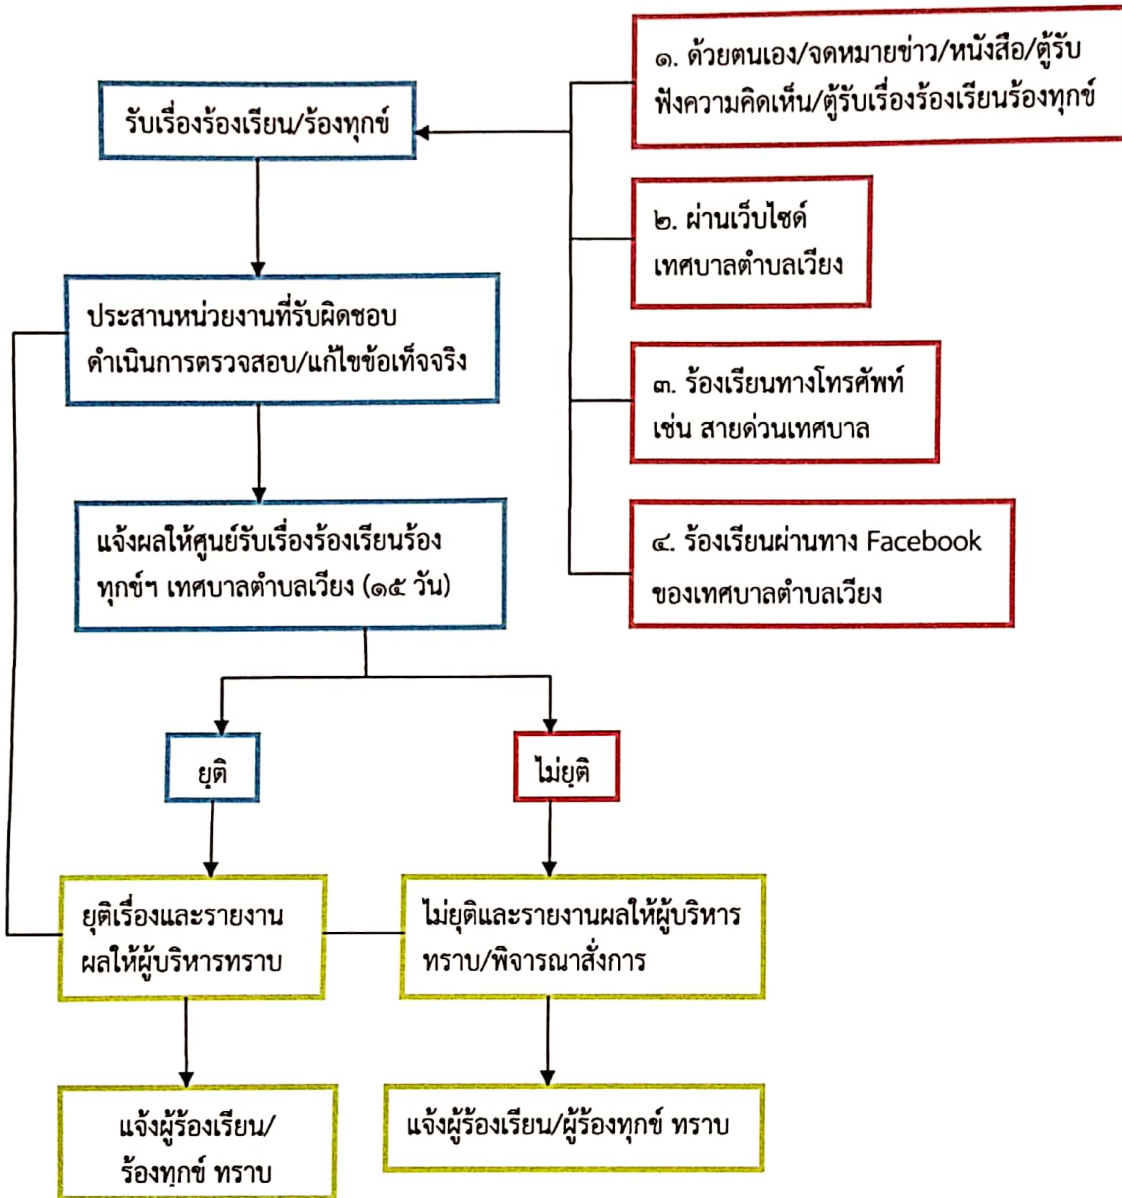 รับเรื่องร้องเรียน/ร้องทุกข์
๑. ด้วยตนเอง/จดหมายข่าว/หนังสือ/ตู้รับ
ฟังความคิดเห็น/ตู้รับเรื่องร้องเรียนร้องทุกข์
๒. ผ่านเว็บไซด์
เทศบาลตำบลเวียง
๓. ร้องเรียนทางโทรศัพท์
เช่น สายด่วนเทศบาล
๔. ร้องเรียนผ่านทาง Facebook
ของเทศบาลตำบลเวียง
ประสานหน่วยงานที่รับผิดชอบ
ดำเนินการตรวจสอบ/แก้ไขข้อเท็จจริง
แจ้งผลให้ศูนย์รับเรื่องร้องเรียนร้อง
ทุกข์ฯ เทศบาลตำบลเวียง (๑๕ วัน)
ยุติ
ไม่ยุติ
ยุติเรื่องและรายงาน
ผลให้ผู้บริหารทราบ
ไม่ยุติและรายงานผลให้ผู้บริหาร
ทราบ/พิจารณาสั่งการ
แจ้งผู้ร้องเรียน/
ร้องทุกข์ ทราบ
แจ้งผู้ร้องเรียน/ผู้ร้องทุกข์ ทราบ